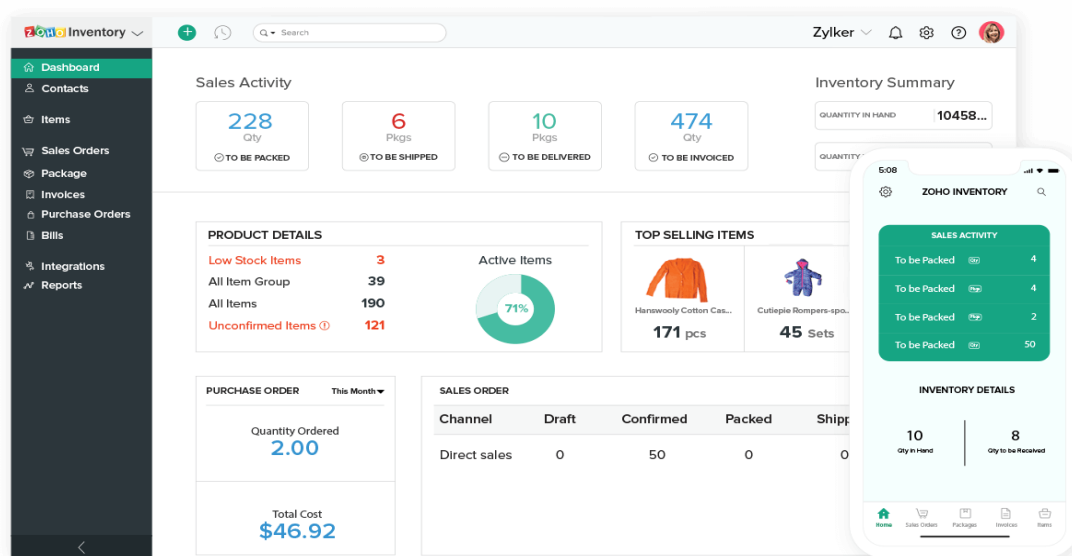 ZOHO Inventory
Search
Zylker
Dashboard
Contacts
Items
Sales Orders
Package
Invoices
Purchase Orders
Bills
Integrations
Reports
Sales Activity
228
Qty
TO BE PACKED
6
Pkgs
TO BE SHIPPED
10
Pkgs
TO BE DELIVERED
474
Qty
TO BE INVOICED
Inventory Summary
QUANTITY IN HAND 10458...
QUANTITY
PRODUCT DETAILS
Low Stock Items 3
All Item Group 39
All Items 190
Unconfirmed Items 121
Active Items
71%
TOP SELLING ITEMS
Hanswooly Cotton Cas...
171 pcs
Cutiepie Rompers-spo..
45 Sets
PURCHASE ORDER This Month
Quantity Ordered
2.00
Total Cost
$46.92
SALES ORDER
Channel Draft Confirmed Packed Shipp
Direct sales 0 50 0 0
5:08
ZOHO INVENTORY
SALES ACTIVITY
To be Packed Qty 4
To be Packed Pkgs 4
To be Packed Pkgs 2
To be Packed Qty 50
INVENTORY DETAILS
10
Qty in Hand
8
Qty to be Received
Home
Sales Orders
Packages
Invoices
Items